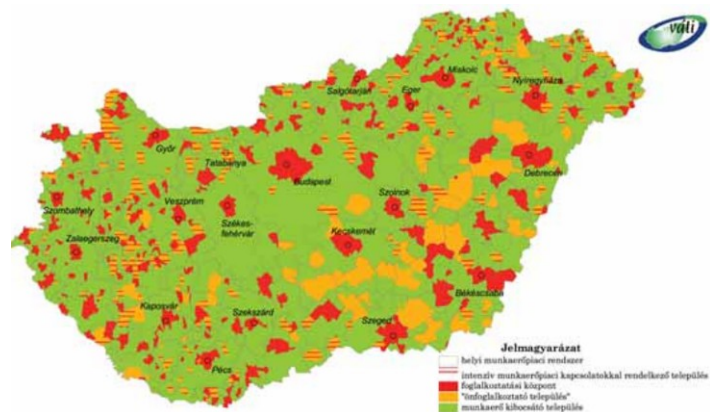 váli
Miskolc
Nyíregyháza
Salgótarján
Eger
Győr
Tatabánya
Budapest
Debrecen
Szombathely
Veszprém
Székes-
fehérvár
Szolnok
Zalaegerszeg
Kecskemét
Békéscsaba
Kaposvár
Szekszárd
Szeged
Pécs
Jelmagyarázat
helyi munkaerőpiaci rendszer
intenzív munkaerőpiaci kapcsolatokkal rendelkező település
foglalkoztatási központ
"önfoglalkoztató település"
munkaerő kibocsátó település